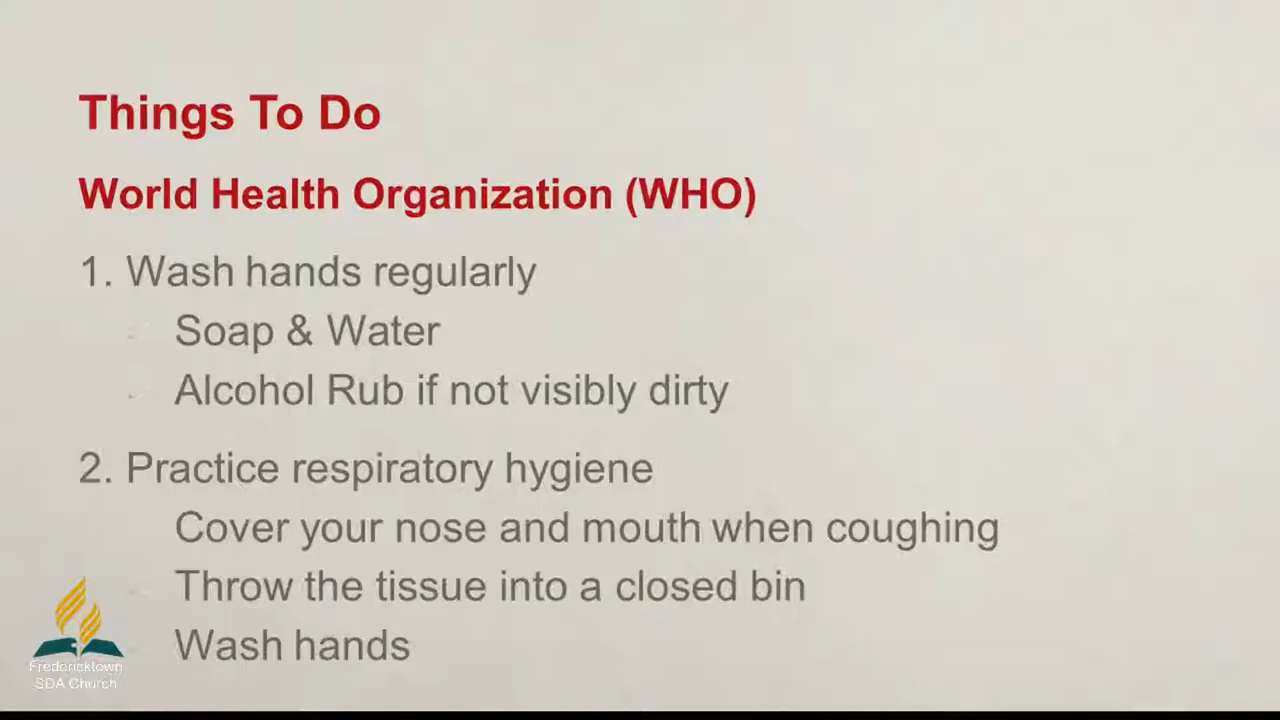 Things To Do
World Health Organization (WHO)
1. Wash hands regularly
Soap & Water
Alcohol Rub if not visibly dirty
2. Practice respiratory hygiene
Cover your nose and mouth when coughing
Throw the tissue into a closed bin
Wash hands
Fredericktown
SDA Church